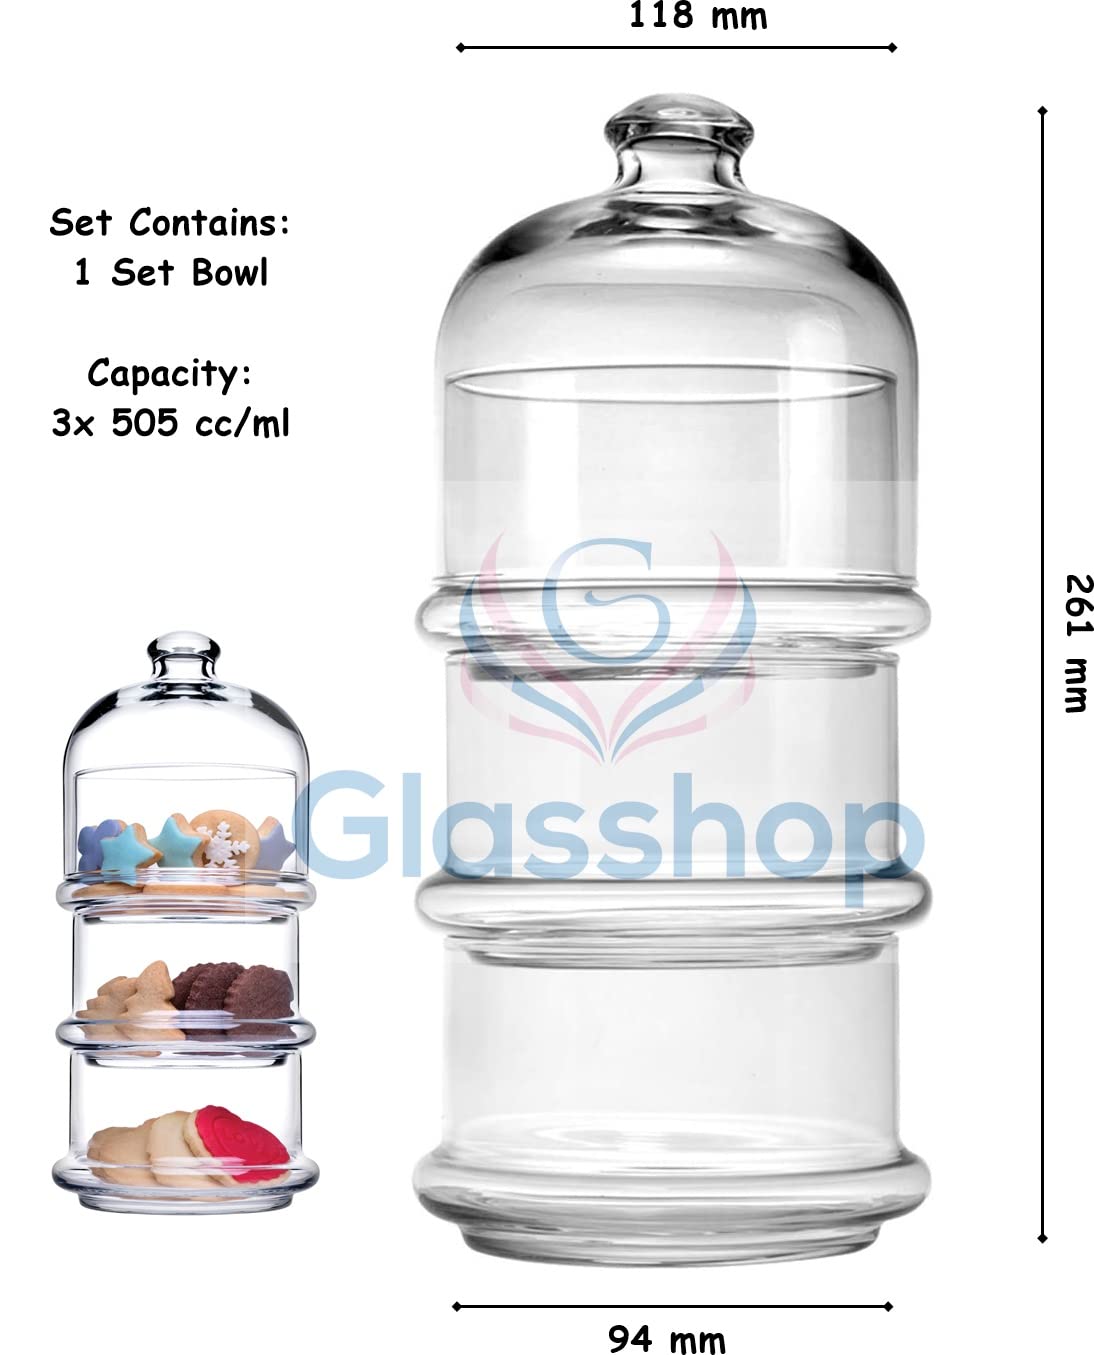 118 mm
Set Contains:
1 Set Bowl
Capacity:
3x 505 cc/ml
261 mm
G
Glasshop
94 mm